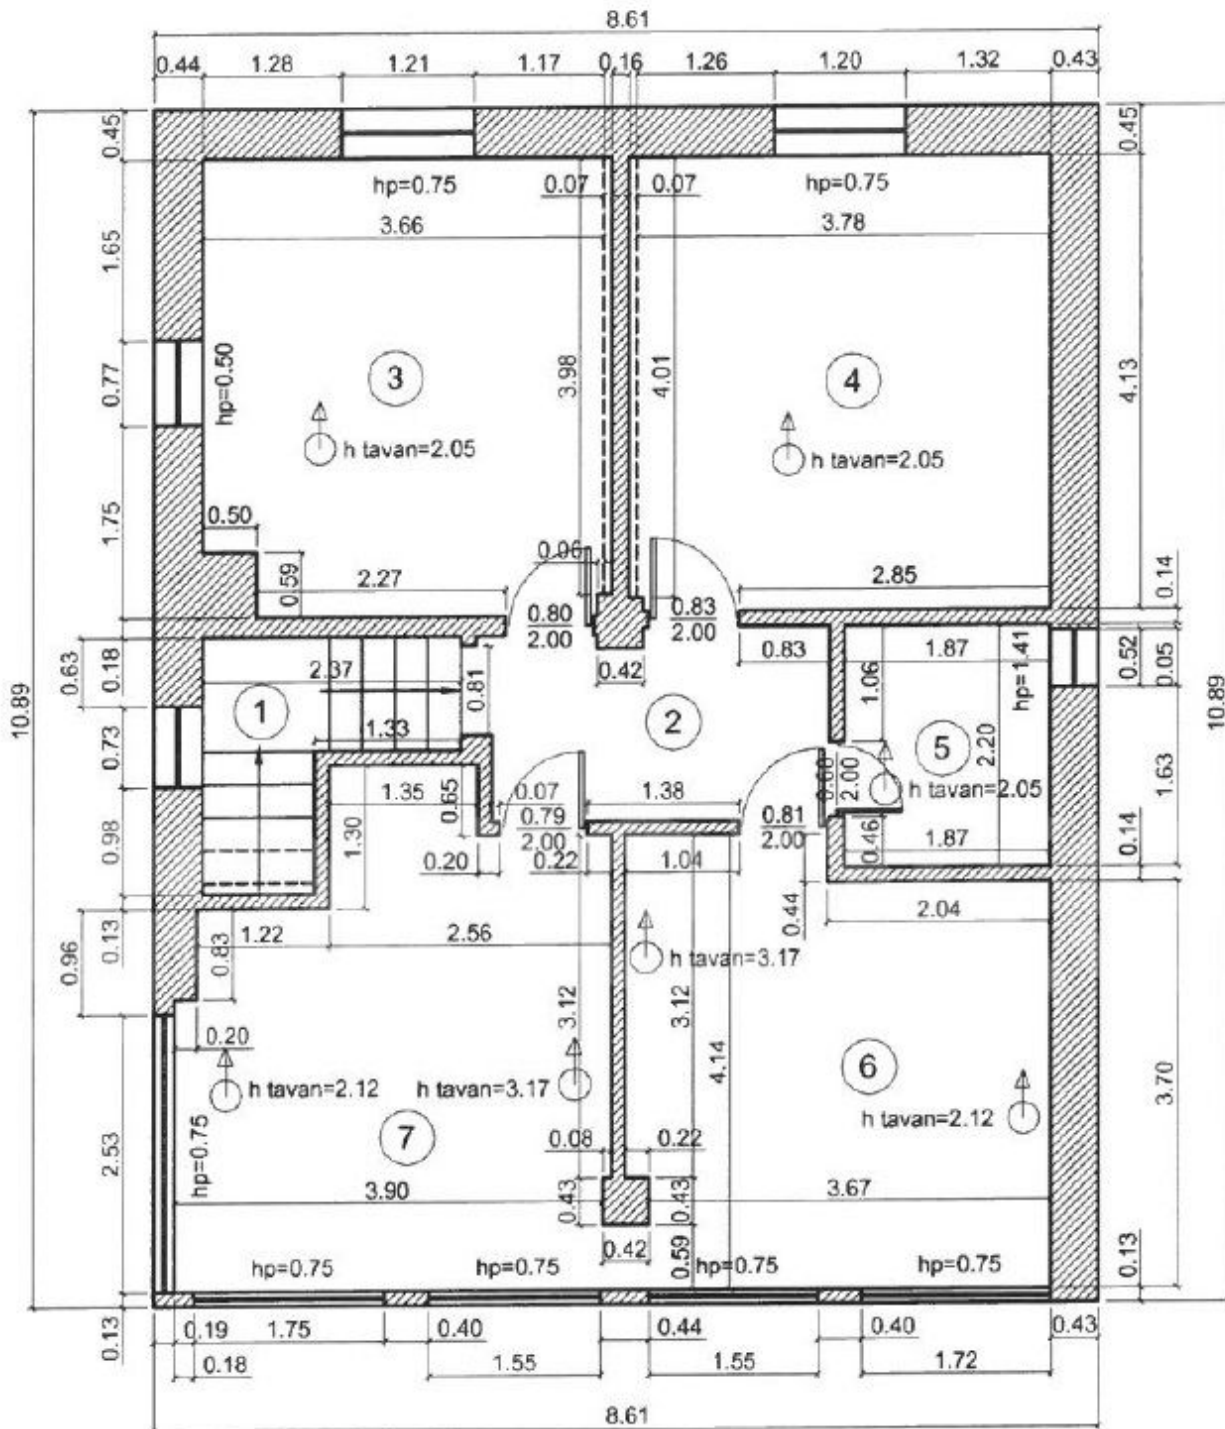 8.61
0.44 1.28 1.21 1.17 0.16 1.26 1.20 1.32 0.43
0.45 0.45
hp=0.75 0.07 0.07 hp=0.75
3.66 3.78
1.65
0.77 hp=0.50 3 3.98 4.01 4 4.13
h tavan=2.05 h tavan=2.05
1.75 0.50
0.59 2.27 0.06 2.85 0.14
0.80 0.83
2.00 2.00
0.63 0.18 2.37 0.81 0.42 0.83 1.06 1.87 hp=1.41 0.52 0.05
10.89 1 1.33 2 5 2.20 10.89
0.73 1.35 0.65 0.07 1.38 2.00 h tavan=2.05 1.63
0.98 1.30 0.79 0.81 0.46 1.87 0.14
2.00 2.00
0.20 0.22 1.04
0.96 0.13 1.22 0.83 2.56 0.44 2.04
h tavan=3.17
0.20 3.12 3.12 4.14 6 3.70
h tavan=2.12 h tavan=3.17 h tavan=2.12
2.53 hp=0.75 7 0.08 0.22
3.90 0.43 0.43 3.67
hp=0.75 hp=0.75 0.42 0.59 hp=0.75 hp=0.75 0.13
0.13 0.19 1.75 0.40 0.44 0.40 0.43
0.18 1.55 1.55 1.72
8.61